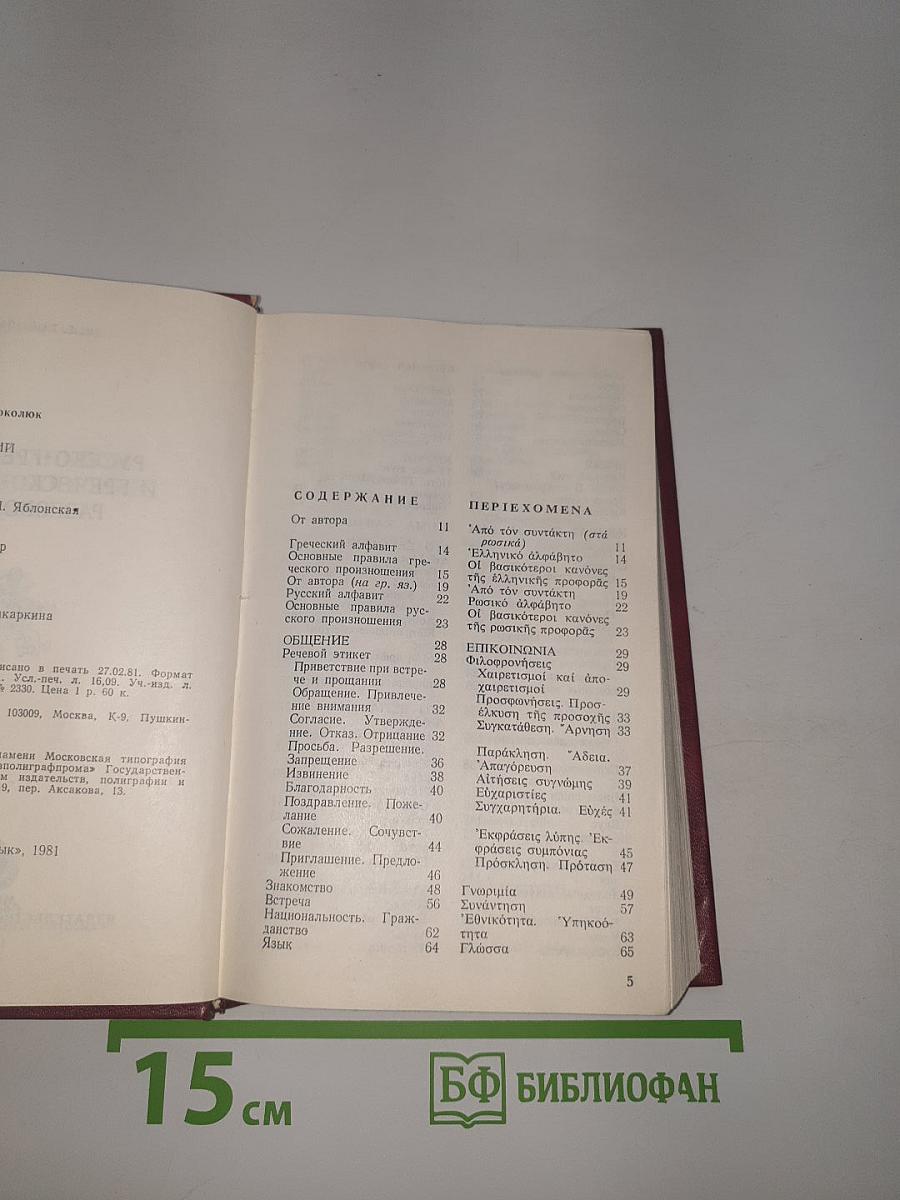 околюк
ИЙ
Яблонская
р
каркина
исано в печать 27.02.81. Формат
Усл.-печ. л. 16,09. Уч.-изд. л.
№ 2330. Цена 1 р. 60 к.
103009, Москва, К-9, Пушкин-
амени Московская типография
юзполиграфпрома» Государствен-
м издательств, полиграфии и
9, пер. Аксакова, 13.
ык», 1981
СОДЕРЖАНИЕ
От автора 11
Греческий алфавит 14
Основные правила гре-
ческого произношения 15
От автора (на гр. яз.) 19
Русский алфавит 22
Основные правила рус-
ского произношения 23
ОБЩЕНИЕ 28
Речевой этикет 28
Приветствие при встре-
че и прощании 28
Обращение. Привлече-
ние внимания 32
Согласие. Утвержде-
ние. Отказ. Отрицание 32
Просьба. Разрешение.
Запрещение 36
Извинение 38
Благодарность 40
Поздравление. Поже-
лание 40
Сожаление. Сочувст-
вие 44
Приглашение. Предло-
жение 46
Знакомство 48
Встреча 56
Национальность. Граж-
данство 62
Язык 64
ΠΕΡΙΕΧΟΜΕΝΑ
Ἀπό τόν συντάκτη (στά
ρωσικά) 11
Ἑλληνικό ἀλφάβητο 14
Οἱ βασικότεροι κανόνες
τῆς ἑλληνικῆς προφορᾶς 15
Ἀπό τόν συντάκτη 19
Ρωσικό ἀλφάβητο 22
Οἱ βασικότεροι κανόνες
τῆς ρωσικῆς προφορᾶς 23
ΕΠΙΚΟΙΝΩΝΙΑ 29
Φιλοφρονήσεις 29
Χαιρετισμοί καί ἀπο-
χαιρετισμοί 29
Προσφωνήσεις. Προσ-
έλκυση τῆς προσοχῆς 33
Συγκατάθεση. Ἄρνηση 33
Παράκληση. Ἄδεια.
Ἀπαγόρευση 37
Αἰτήσεις συγνώμης 39
Εὐχαριστίες 41
Συγχαρητήρια. Εὐχές 41
Ἐκφράσεις λύπης. Ἐκ-
φράσεις συμπόνιας 45
Πρόσκληση. Πρόταση 47
Γνωριμία 49
Συνάντηση 57
Ἐθνικότητα. Ὑπηκοό-
τητα 63
Γλώσσα 65
5
15 см
БФ БИБЛИОФАН